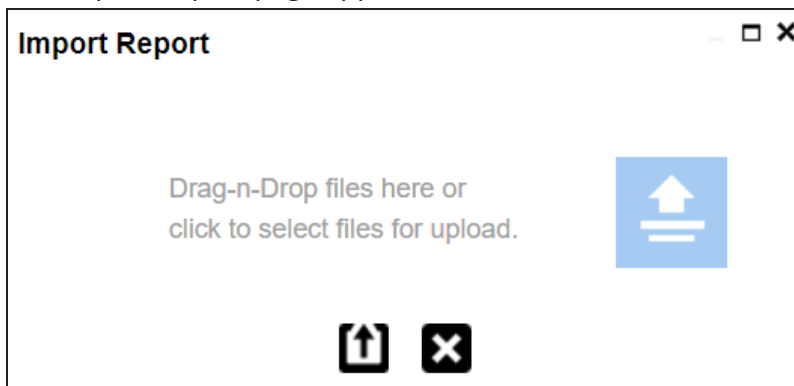 Import Report
Drag-n-Drop files here or
click to select files for upload.